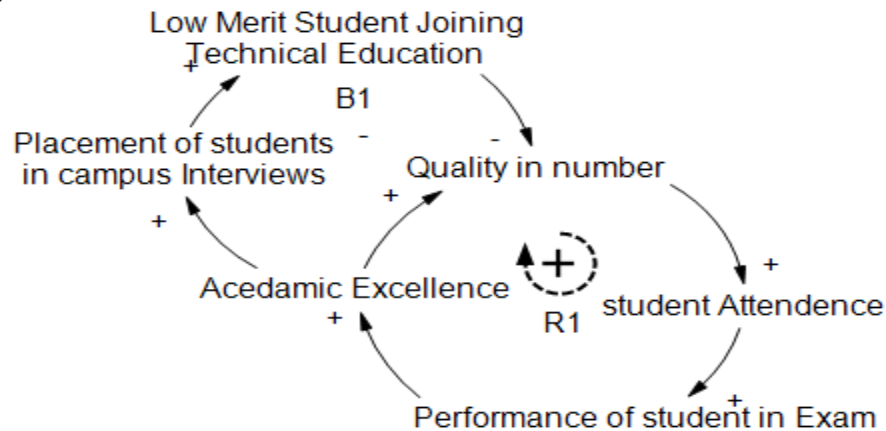 Low Merit Student Joining
Technical Education
+
B1
-
Placement of students
in campus Interviews
-
Quality in number
+
+
+
+
Acedamic Excellence
+
R1
student Attendence
+
Performance of student in Exam